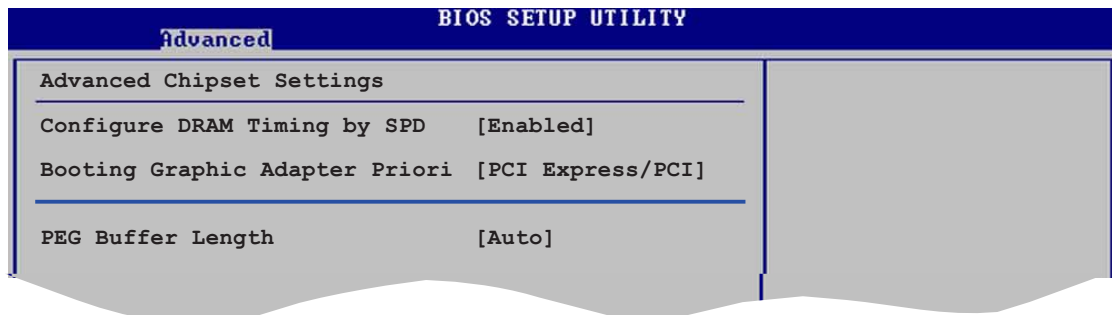 BIOS SETUP UTILITY
Advanced
Advanced Chipset Settings
Configure DRAM Timing by SPD [Enabled]
Booting Graphic Adapter Priori [PCI Express/PCI]
PEG Buffer Length [Auto]